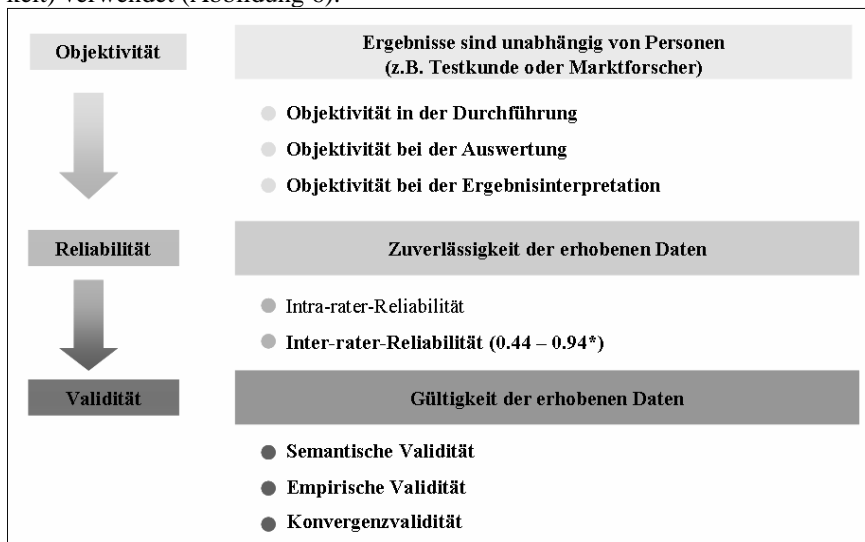 keit) verwendet (Abbildung 6).
Objektivität
Ergebnisse sind unabhängig von Personen
(z.B. Testkunde oder Marktforscher)
Objektivität in der Durchführung
Objektivität bei der Auswertung
Objektivität bei der Ergebnisinterpretation
Reliabilität
Zuverlässigkeit der erhobenen Daten
Intra-rater-Reliabilität
Inter-rater-Reliabilität (0.44 – 0.94*)
Validität
Gültigkeit der erhobenen Daten
Semantische Validität
Empirische Validität
Konvergenzvalidität